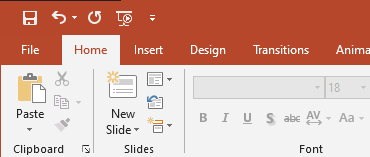 File Home Insert Design Transitions Anima
Paste New Slide 18
B I U S abc AV Aa
Clipboard Slides Font